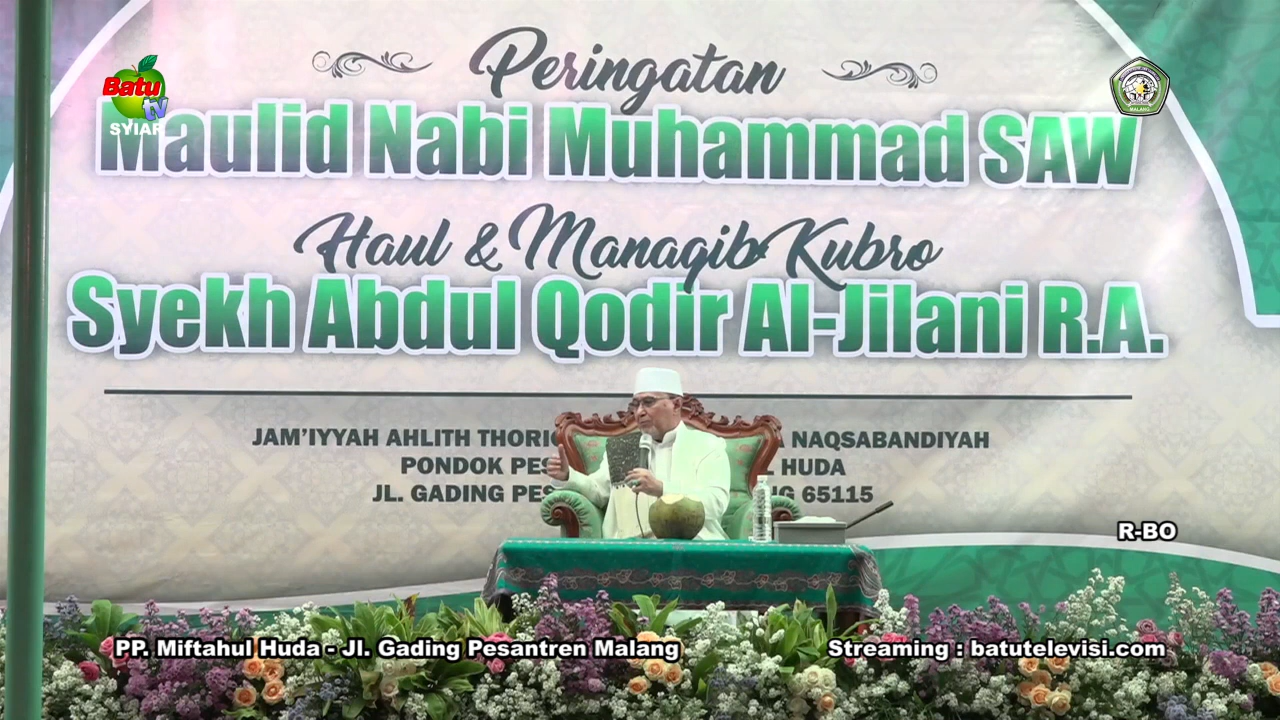 Peringatan
Batu
tv
SYIAR
MALANG
Maulid Nabi Muhammad SAW
Haul & Manaqib Kubro
Syekh Abdul Qodir Al-Jilani R.A.
JAM'IYYAH AHLITH THORIQ A NAQSABANDIYAH
PONDOK PES L HUDA
JL. GADING PES NG 65115
R-BO
PP. Miftahul Huda - Jl. Gading Pesantren Malang
Streaming : batutelevisi.com